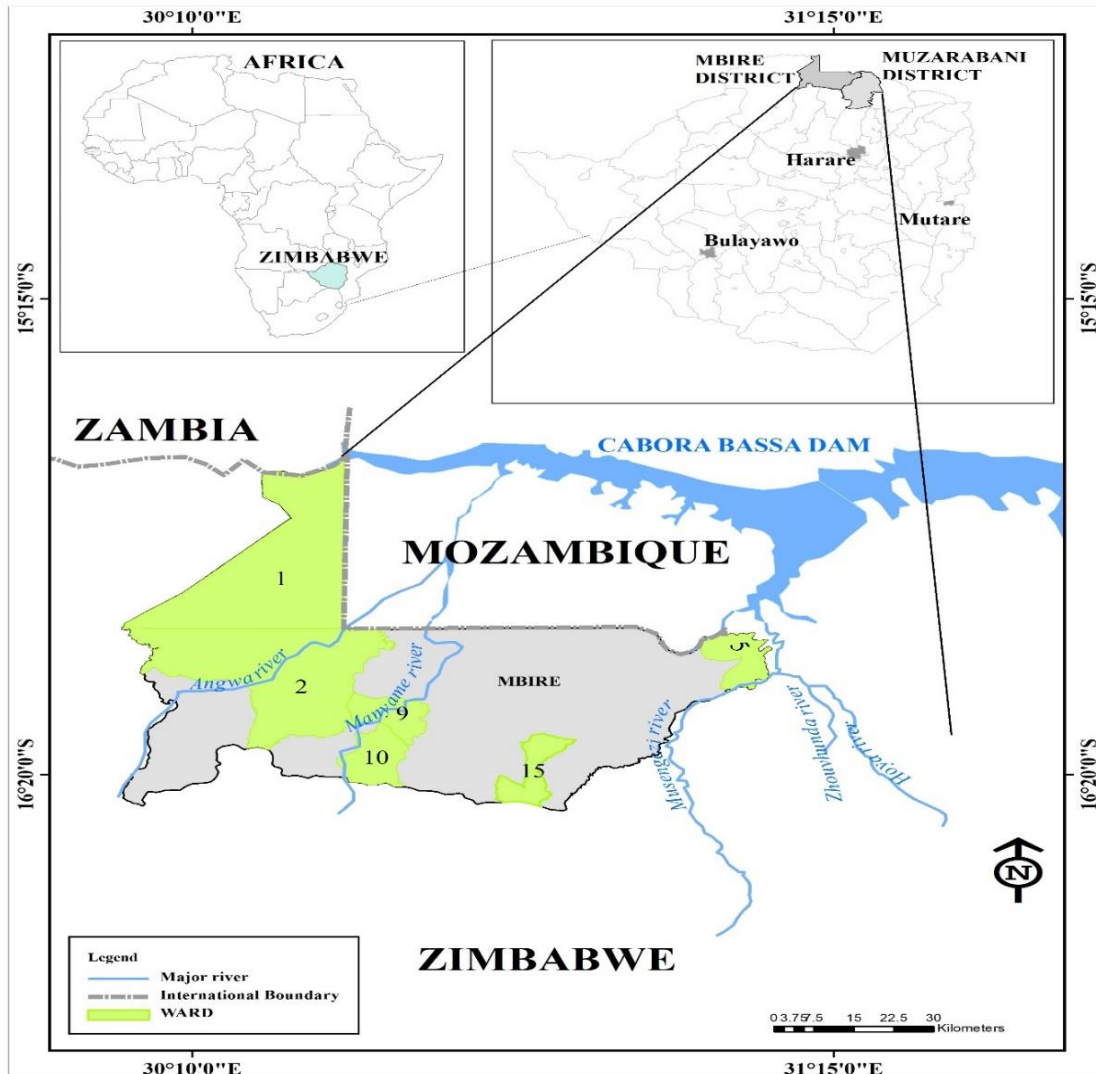 30°10'0"E
31°15'0"E
AFRICA
ZIMBABWE
MBIRE
DISTRICT
MUZARABANI
DISTRICT
Harare
Mutare
Bulayawo
15°15'0"S
15°15'0"S
ZAMBIA
CABORA BASSA DAM
MOZAMBIQUE
1
Angwa river
2
Manyame river
9
10
MBIRE
5
15
Musengezi river
Zhouvhunda river
Hoya river
16°20'0"S
16°20'0"S
N
ZIMBABWE
Legend
Major river
International Boundary
WARD
0 3.75 7.5 15 22.5 30
Kilometers
30°10'0"E
31°15'0"E